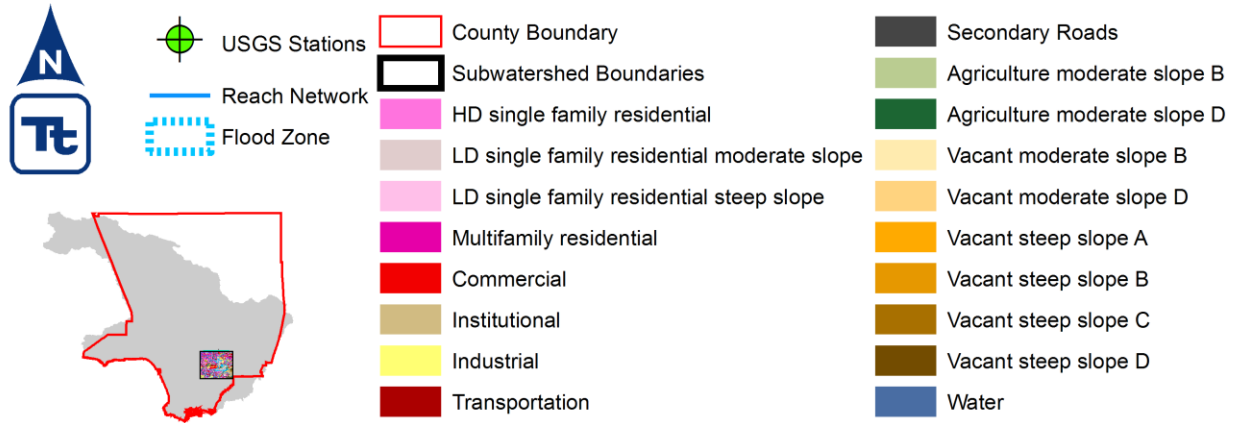 N
Tt
USGS Stations
Reach Network
Flood Zone
County Boundary
Subwatershed Boundaries
HD single family residential
LD single family residential moderate slope
LD single family residential steep slope
Multifamily residential
Commercial
Institutional
Industrial
Transportation
Secondary Roads
Agriculture moderate slope B
Agriculture moderate slope D
Vacant moderate slope B
Vacant moderate slope D
Vacant steep slope A
Vacant steep slope B
Vacant steep slope C
Vacant steep slope D
Water